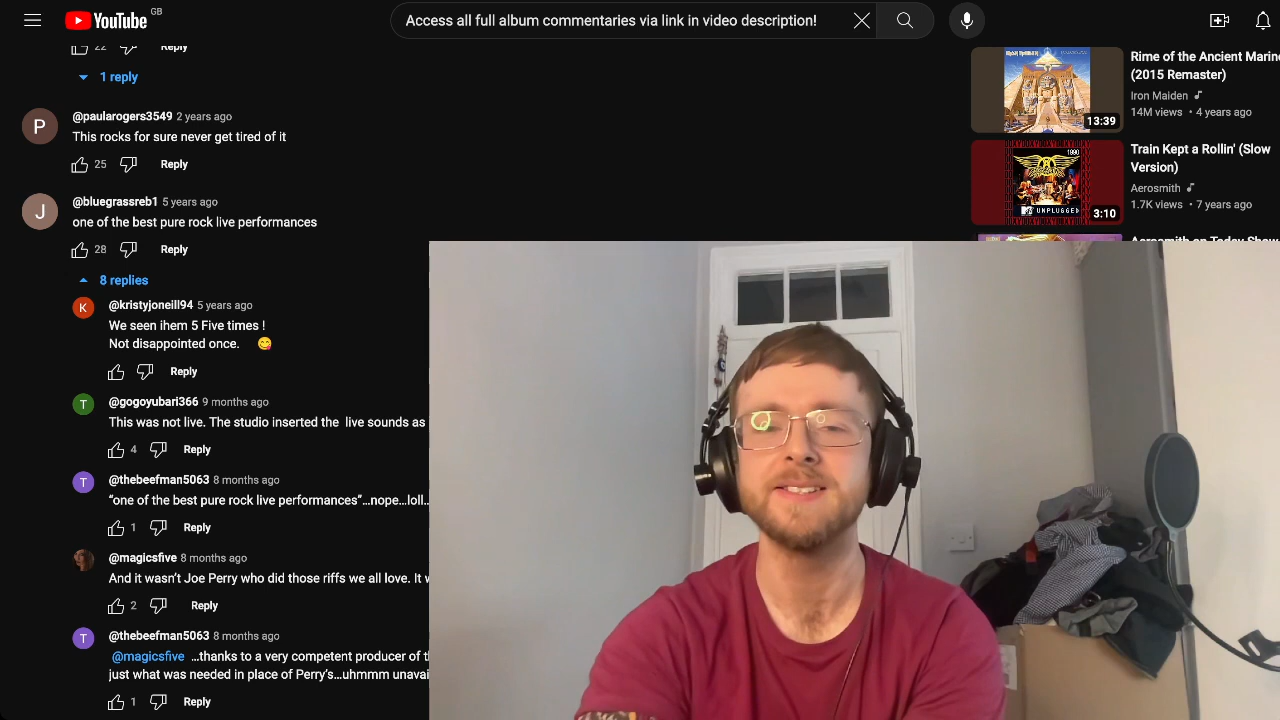 YouTube GB
Access all full album commentaries via link in video description!
22
Reply
1 reply
P
@paularogers3549 2 years ago
This rocks for sure never get tired of it
25
Reply
J
@bluegrassreb1 5 years ago
one of the best pure rock live performances
28
Reply
8 replies
K
@kristyjoneill94 5 years ago
We seen ihem 5 Five times !
Not disappointed once. 😋
Reply
T
@gogoyubari366 9 months ago
This was not live. The studio inserted the live sounds as
4
Reply
T
@thebeefman5063 8 months ago
“one of the best pure rock live performances”…nope…loll..
1
Reply
@magicsfive 8 months ago
And it wasn’t Joe Perry who did those riffs we all love. It
2
Reply
T
@thebeefman5063 8 months ago
@magicsfive …thanks to a very competent producer of
just what was needed in place of Perry’s…uhmmm
1
Reply
13:39
Rime of the Ancient
(2015 Remaster)
Iron Maiden
14M views • 4 years ago
1990
UNPLUGGED
3:10
Train Kept a Rollin' (Slow
Version)
Aerosmith
1.7K views • 7 years ago
Aerosmith on Today Show